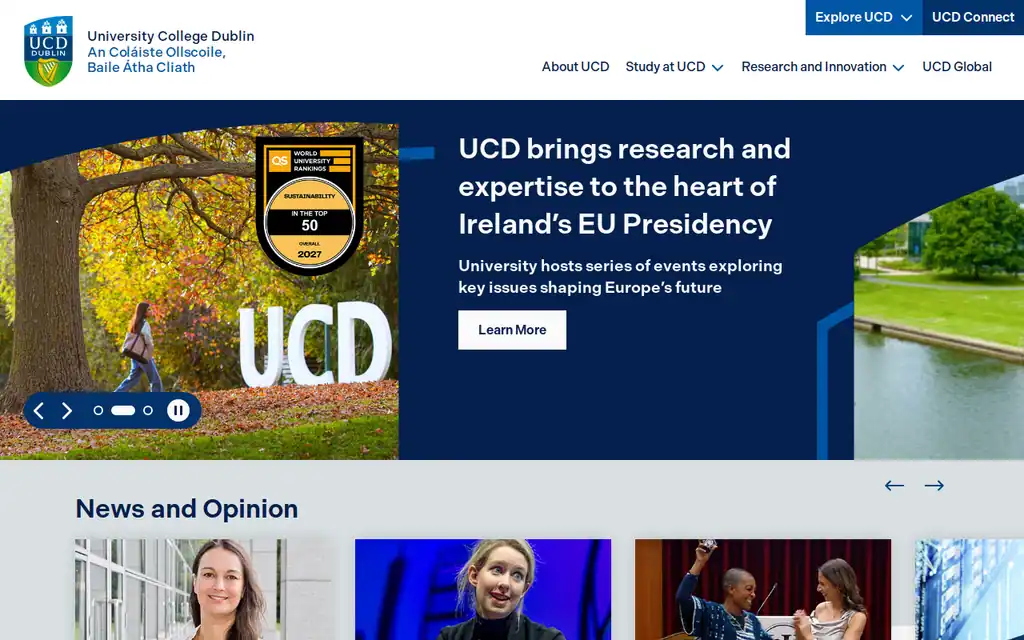 Explore UCD
UCD Connect
UCD
DUBLIN
University College Dublin
An Coláiste Ollscoile,
Baile Átha Cliath
About UCD
Study at UCD
Research and Innovation
UCD Global
QS
WORLD
UNIVERSITY
RANKINGS
SUSTAINABILITY
IN THE TOP
50
OVERALL
2027
UCD
UCD brings research and
expertise to the heart of
Ireland's EU Presidency
University hosts series of events exploring
key issues shaping Europe's future
Learn More
News and Opinion